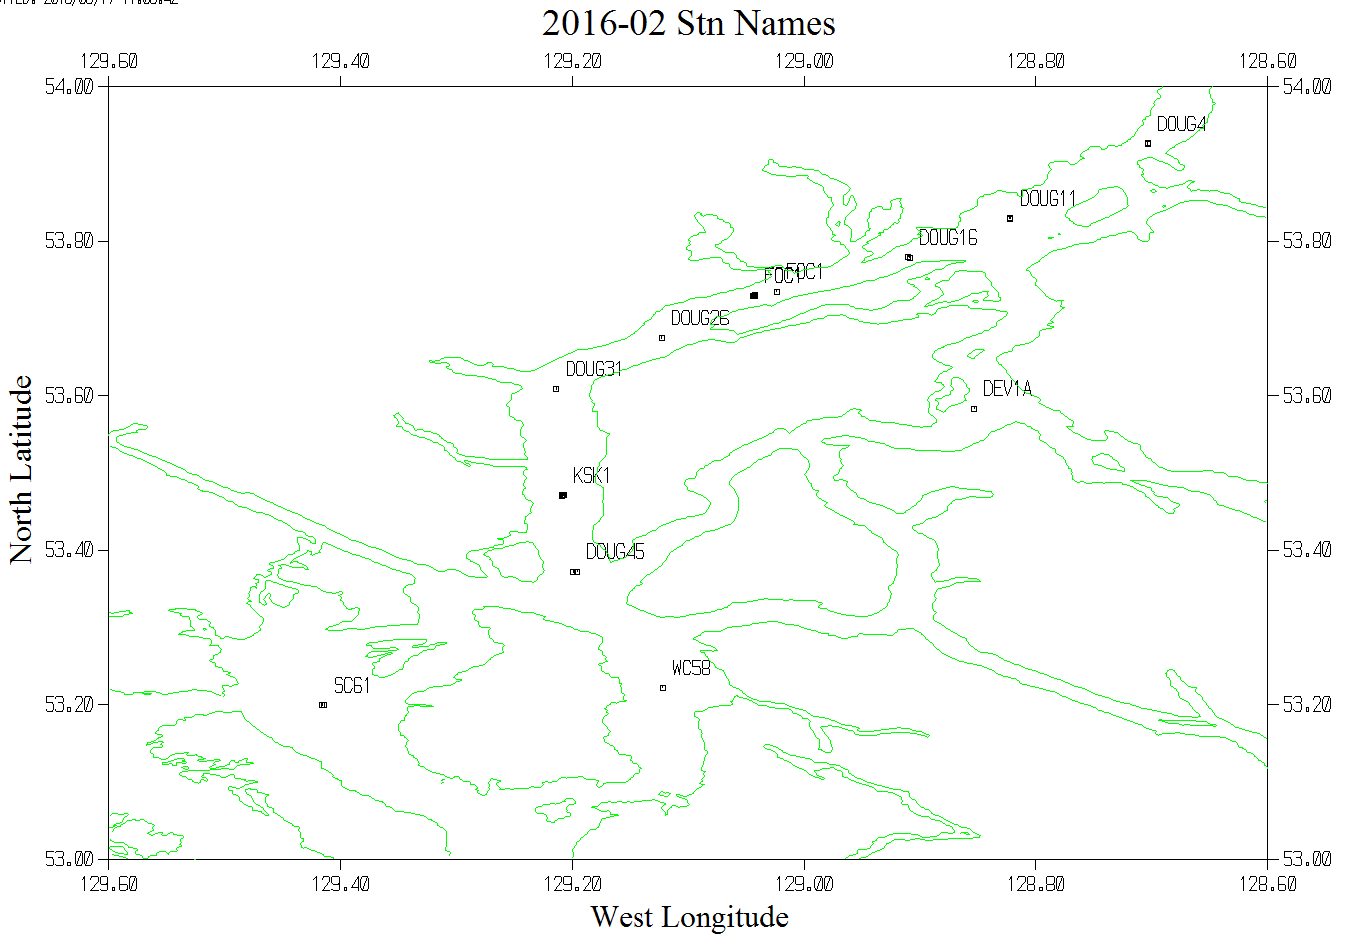 2016-02 Stn Names
129.60 129.40 129.20 129.00 128.80 128.60
54.00 54.00
DOUG4
DOUG11
53.80 DOUG16 53.80
FOC1 FOC1
DOUG26
DOUG31
53.60 DEV1A 53.60
KSK1
53.40 DOUG45 53.40
WC58
SC61
53.20 53.20
53.00 53.00
129.60 129.40 129.20 129.00 128.80 128.60
West Longitude
North Latitude